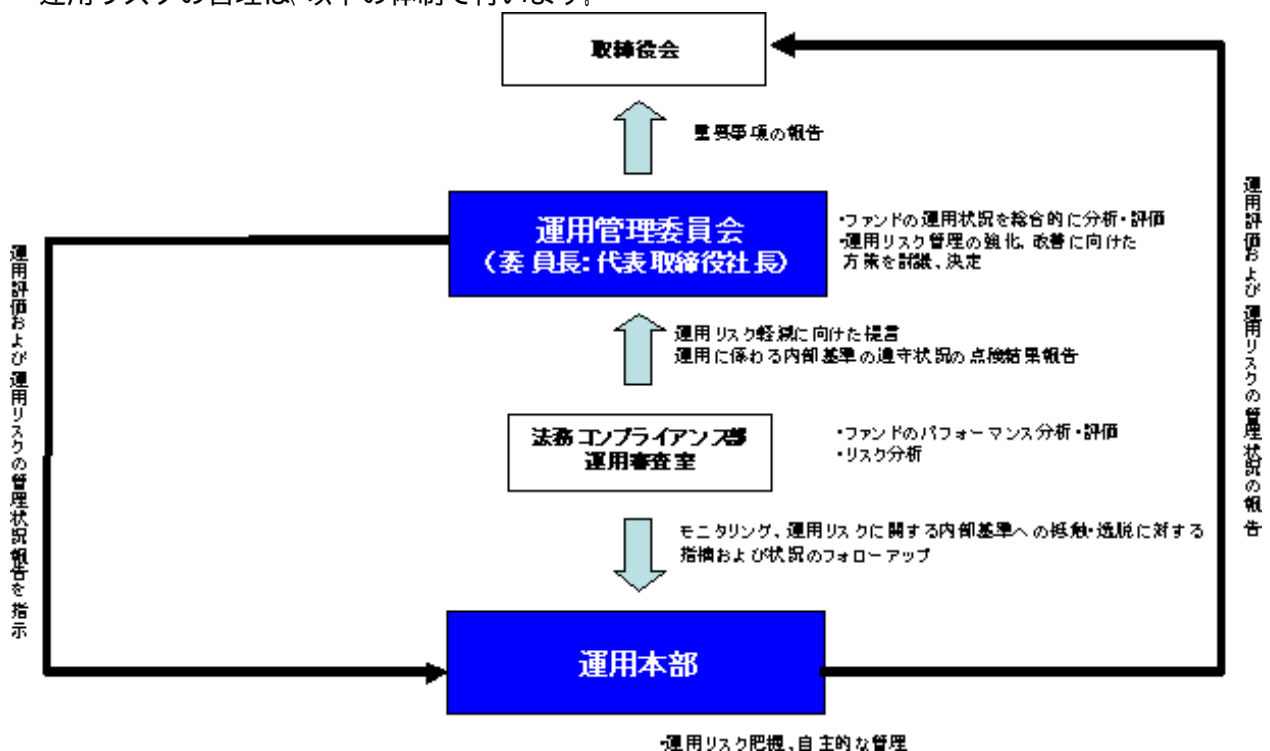 運用リスクの管理は、以下の体制で行います。
取締役会
重要事項の報告
運用管理委員会
（委員長：代表取締役社長）
・ファンドの運用状況を総合的に分析・評価
・運用リスク管理の強化、改善に向けた
方策を討議、決定
運用リスク軽減に向けた提言
運用に係わる内部基準の遵守状況の点検結果報告
法務コンプライアンス部
運用審査室
・ファンドのパフォーマンス分析・評価
・リスク分析
モニタリング、運用リスクに関する内部基準への抵触・逸脱に対する
指摘および状況のフォローアップ
運用本部
・運用リスク把握、自主的な管理
運用評価および運用リスクの管理状況報告を指示
運用評価および運用リスクの管理状況の報告